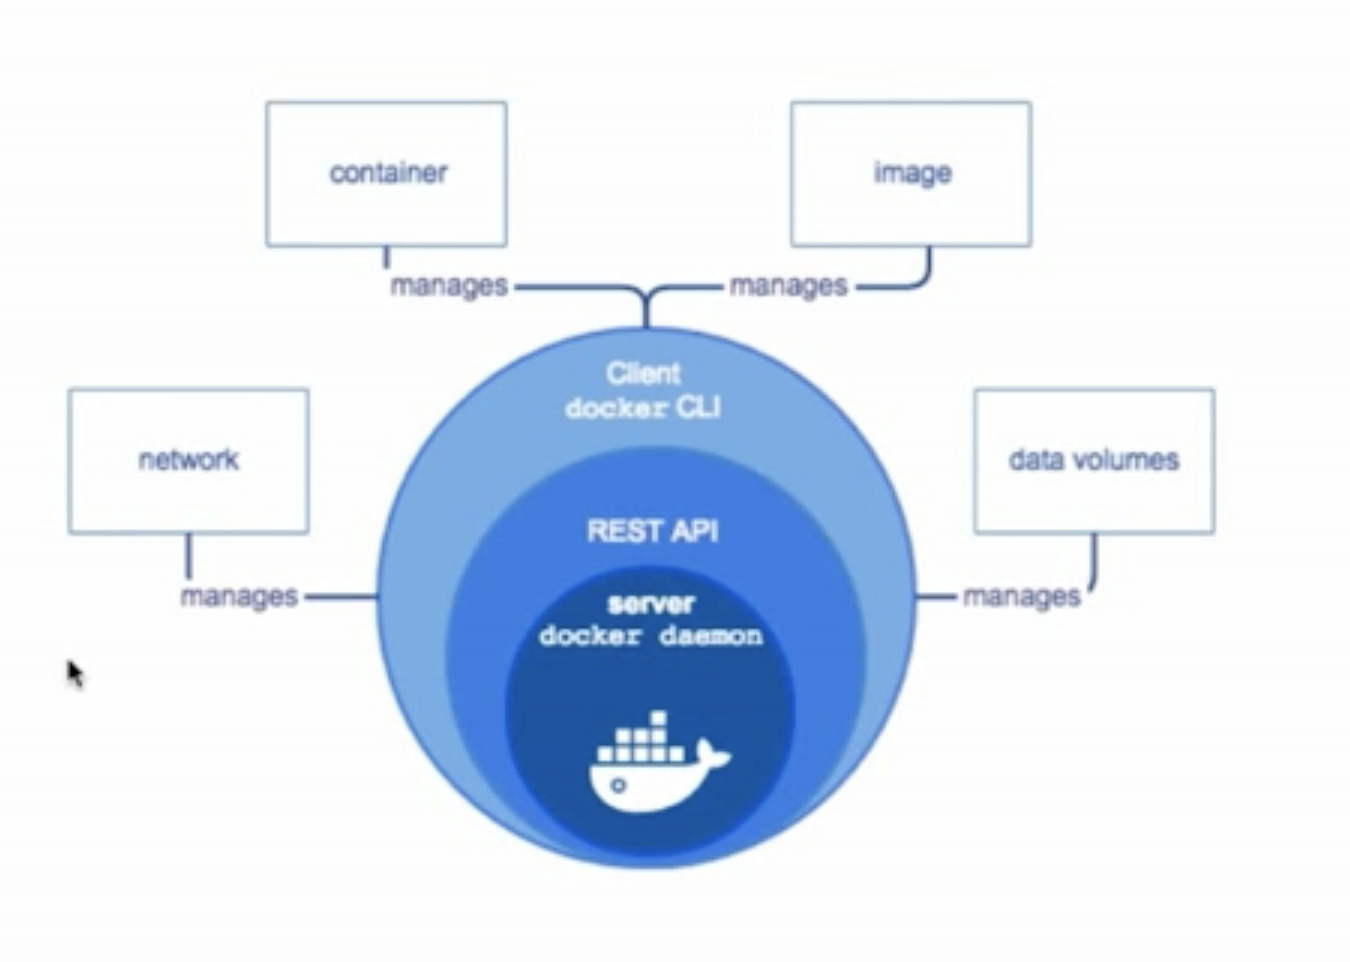 container
image
manages
manages
Client
docker CLI
network
data volumes
REST API
manages
server
docker daemon
manages